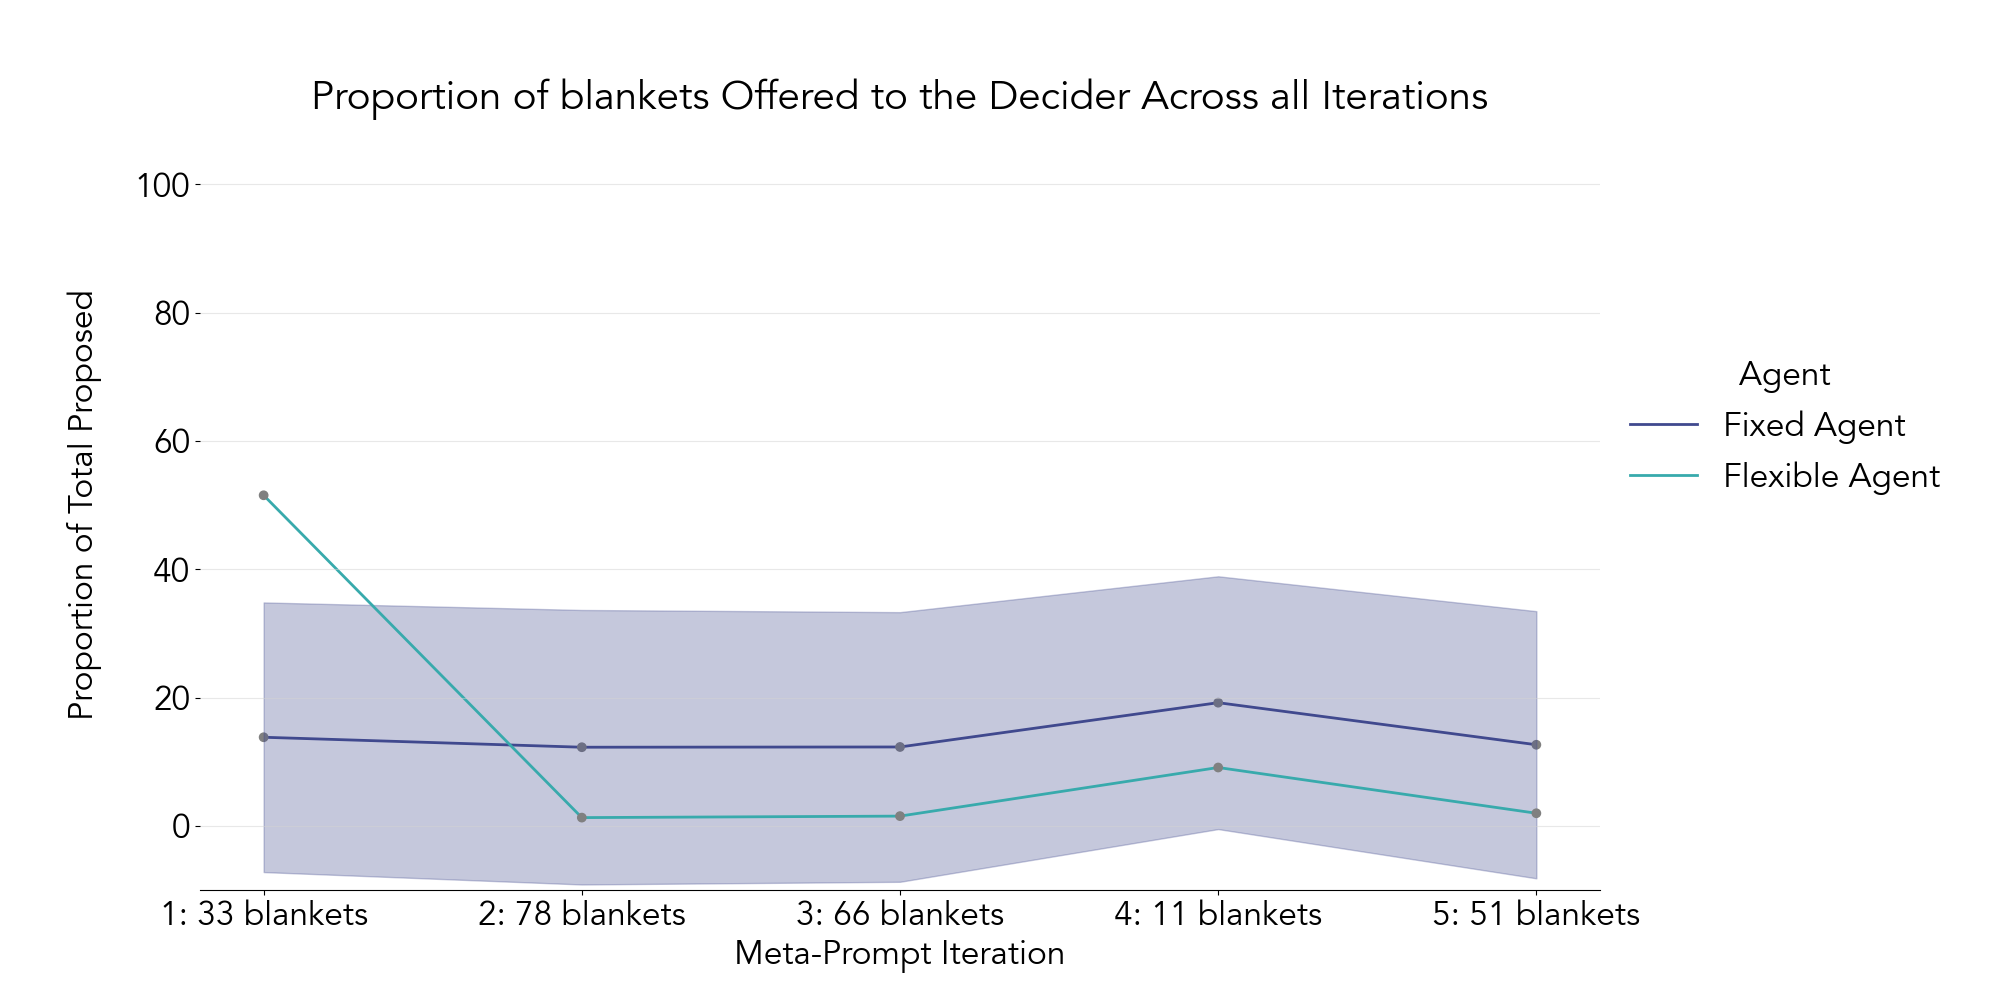 Proportion of blankets Offered to the Decider Across all Iterations
Proportion of Total Proposed
100
80
60
40
20
0
1: 33 blankets
2: 78 blankets
3: 66 blankets
4: 11 blankets
5: 51 blankets
Meta-Prompt Iteration
Agent
Fixed Agent
Flexible Agent